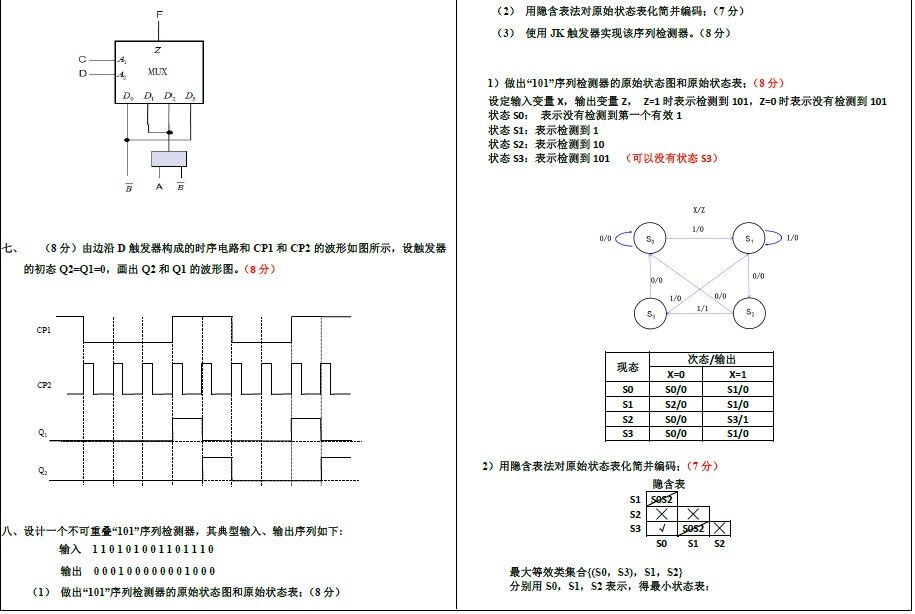 F
Z
C
A1
MUX
D
A0
D0 D1 D2 D3
B A B
七、 （8 分）由边沿 D 触发器构成的时序电路和 CP1 和 CP2 的波形如图所示，设触发器
的初态 Q2=Q1=0，画出 Q2 和 Q1 的波形图。（8 分）
CP1
CP2
Q1
Q2
八、设计一个不可重叠“101”序列检测器，其典型输入、输出序列如下：
输入 110101001101110
输出 000100000001000
（1） 做出“101”序列检测器的原始状态图和原始状态表；（8 分）
（2） 用隐含表法对原始状态表化简并编码；（7 分）
（3） 使用 JK 触发器实现该序列检测器。（8 分）
1）做出“101”序列检测器的原始状态图和原始状态表；（8 分）
设定输入变量 X，输出变量 Z， Z=1 时表示检测到 101，Z=0 时表示没有检测到 101
状态 S0： 表示没有检测到第一个有效 1
状态 S1：表示检测到 1
状态 S2：表示检测到 10
状态 S3：表示检测到 101 （可以没有状态 S3）
X/Z
1/0
0/0 S0 S1 1/0
0/0 0/0
1/0 0/0
1/1
S3 S2
现态 次态/输出
X=0 X=1
S0 S0/0 S1/0
S1 S2/0 S1/0
S2 S0/0 S3/1
S3 S0/0 S1/0
2）用隐含表法对原始状态表化简并编码；（7 分）
隐含表
S1 S0S2
S2 × ×
S3 √ S0S2 ×
S0 S1 S2
最大等效类集合{(S0，S3)，S1，S2}
分别用 S0，S1，S2 表示，得最小状态表：